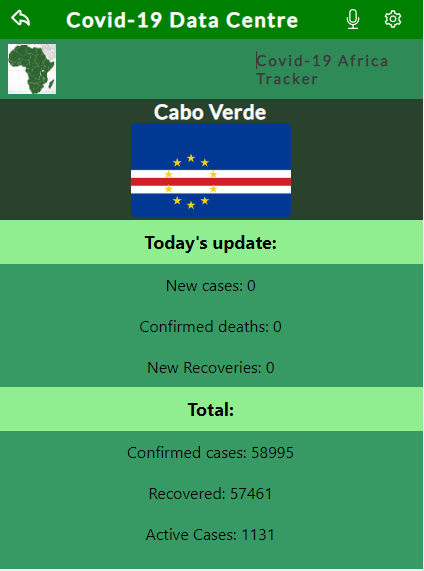 Covid-19 Data Centre
Covid-19 Africa
Tracker
Cabo Verde
Today's update:
New cases: 0
Confirmed deaths: 0
New Recoveries: 0
Total:
Confirmed cases: 58995
Recovered: 57461
Active Cases: 1131